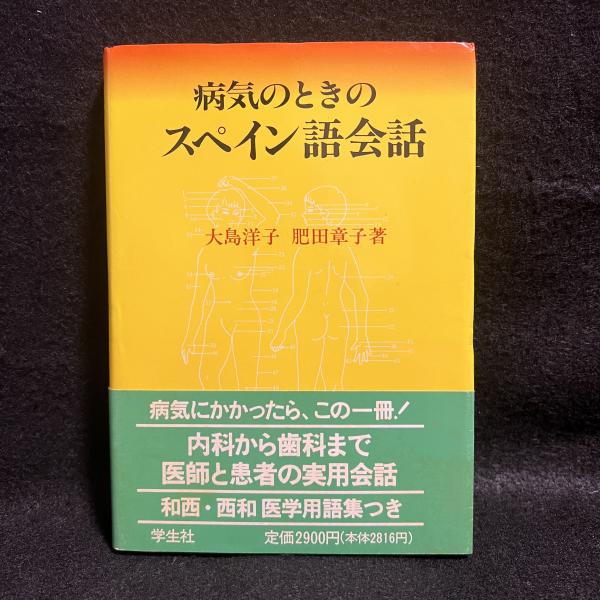 病気のときの
スペイン語会話
大島洋子 肥田章子著
病気にかかったら、この一冊!
内科から歯科まで
医師と患者の実用会話
和西・西和 医学用語集つき
学生社 定価2900円(本体2816円)